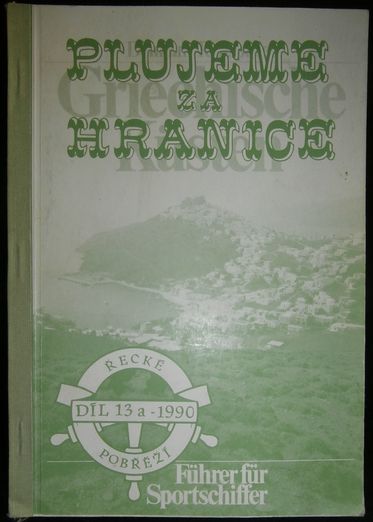 PLUJEME
ZA
HRANICE
Griechische
Küsten
ŘECKÉ
DÍL 13 a - 1990
POBŘEŽÍ
Führer für
Sportschiffer